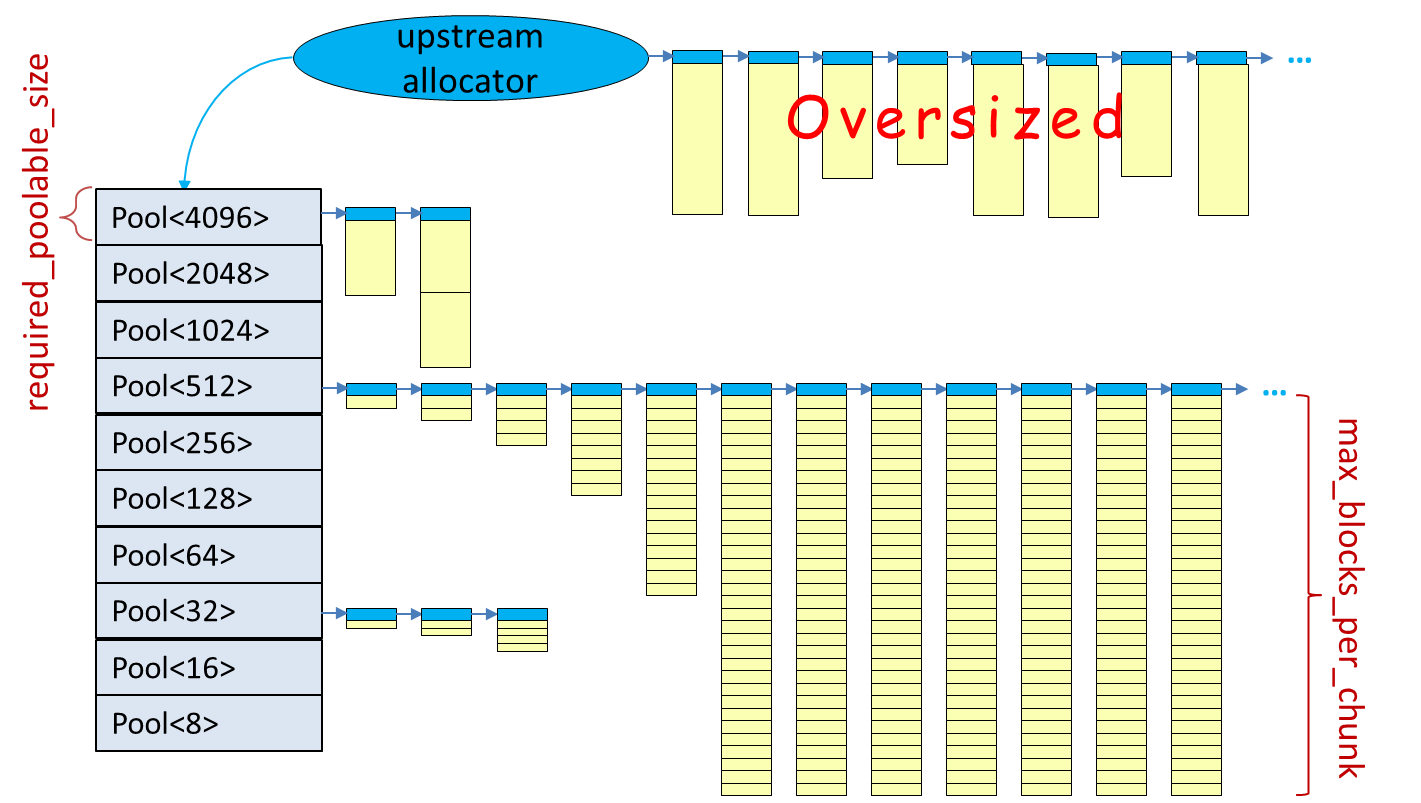 upstream
allocator
...
Oversized
required_poolable_size
Pool<4096>
Pool<2048>
Pool<1024>
Pool<512>
...
Pool<256>
Pool<128>
Pool<64>
Pool<32>
Pool<16>
Pool<8>
max_blocks_per_chunk